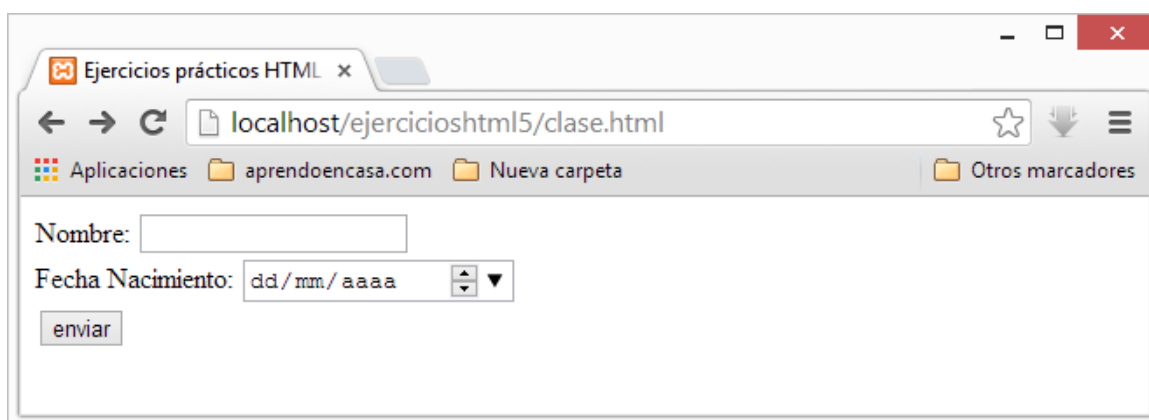 Ejercicios prácticos HTML
localhost/ejercicioshtml5/clase.html
Aplicaciones aprendoencasa.com Nueva carpeta Otros marcadores
Nombre:
Fecha Nacimiento: dd/mm/aaaa
enviar